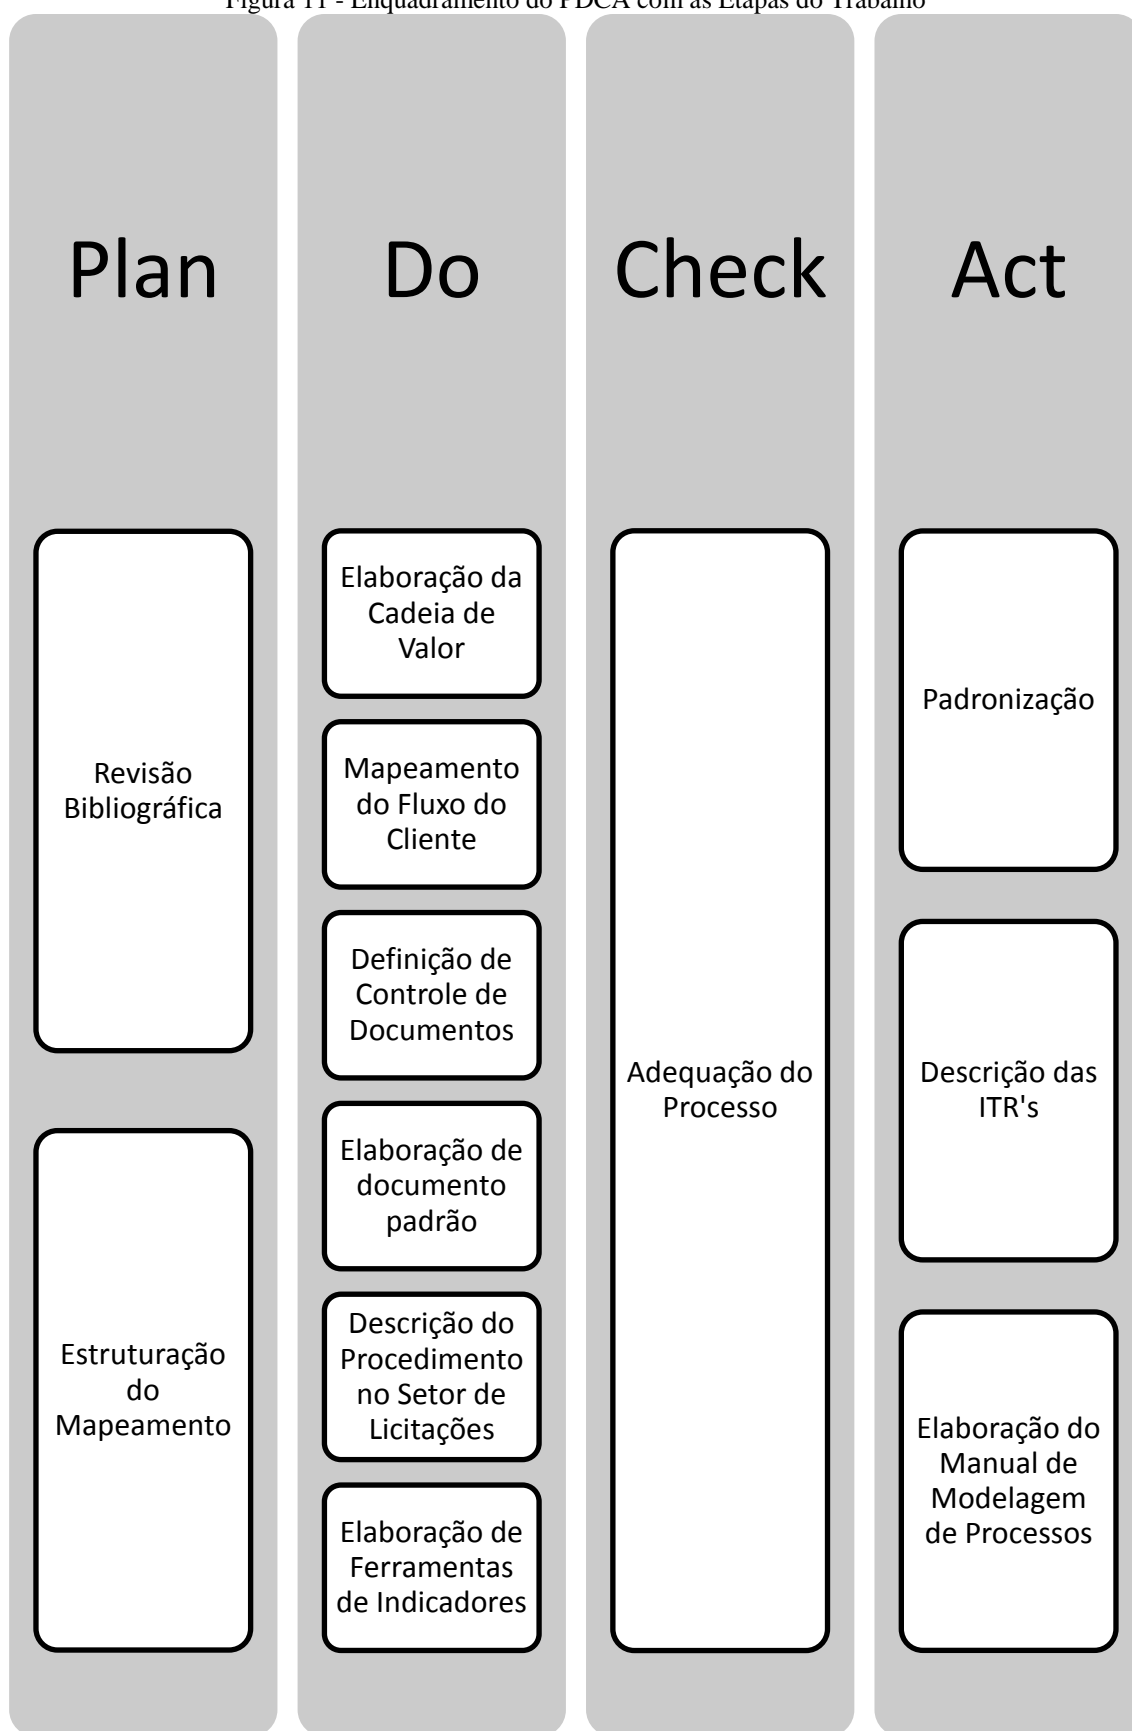 Figura 11 - Enquadramento do PDCA com as Etapas do Trabalho
Plan
Revisão
Bibliográfica
Estruturação
do
Mapeamento
Do
Elaboração da
Cadeia de
Valor
Mapeamento
do Fluxo do
Cliente
Definição de
Controle de
Documentos
Elaboração de
documento
padrão
Descrição do
Procedimento
no Setor de
Licitações
Elaboração de
Ferramentas
de Indicadores
Check
Adequação do
Processo
Act
Padronização
Descrição das
ITR's
Elaboração do
Manual de
Modelagem
de Processos